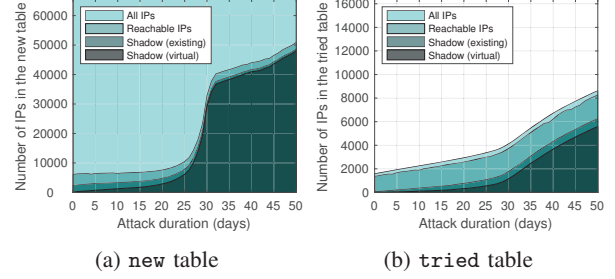 Number of IPs in the new table
60000
50000
40000
30000
20000
10000
0
All IPs
Reachable IPs
Shadow (existing)
Shadow (virtual)
0 5 10 15 20 25 30 35 40 45 50
Attack duration (days)
(a) new table
Number of IPs in the tried table
16000
14000
12000
10000
8000
6000
4000
2000
0
All IPs
Reachable IPs
Shadow (existing)
Shadow (virtual)
0 5 10 15 20 25 30 35 40 45 50
Attack duration (days)
(b) tried table